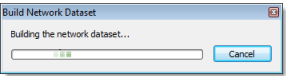 Build Network Dataset
Building the network dataset...
Cancel